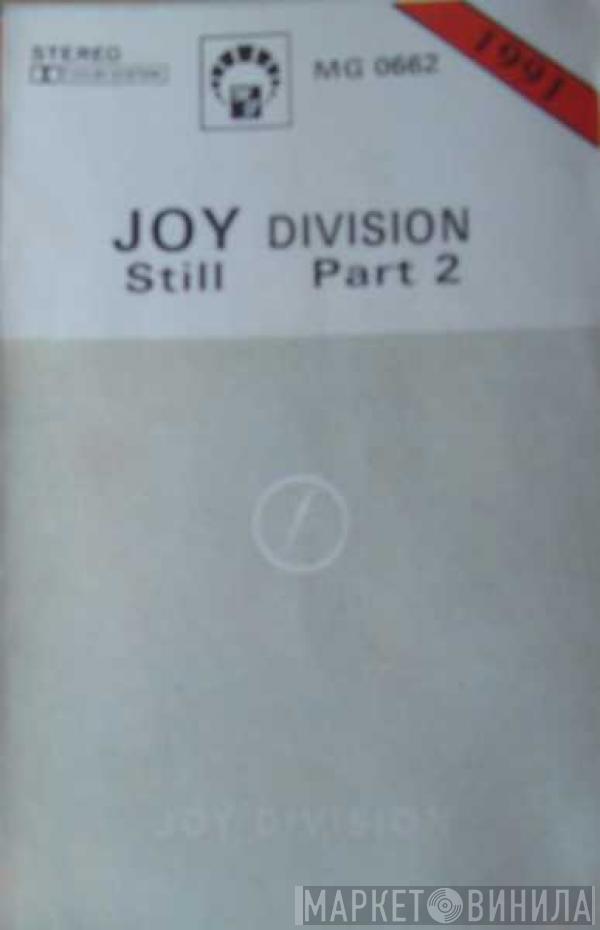 STEREO
MG 0662
1991
JOY DIVISION
Still Part 2
JOY DIVISION
МАРКЕТ ВИНИЛА